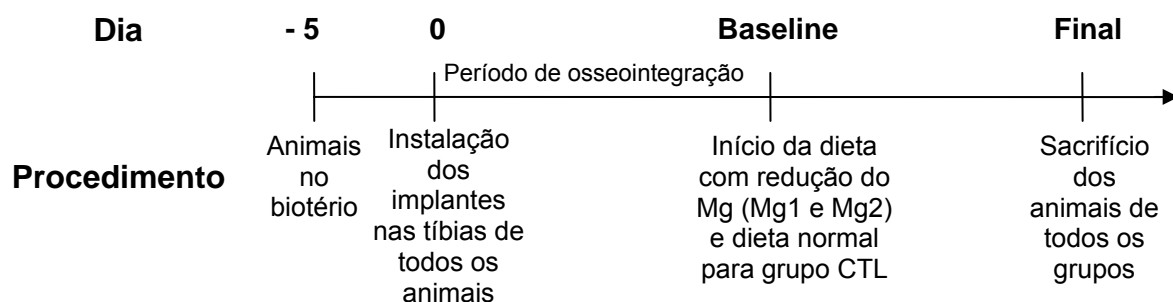 Dia
- 5
0
Baseline
Final
Período de osseointegração
Procedimento
Animais
no
biotério
Instalação
dos
implantes
nas tíbias de
todos os
animais
Início da dieta
com redução do
Mg (Mg1 e Mg2)
e dieta normal
para grupo CTL
Sacrifício
dos
animais de
todos os
grupos